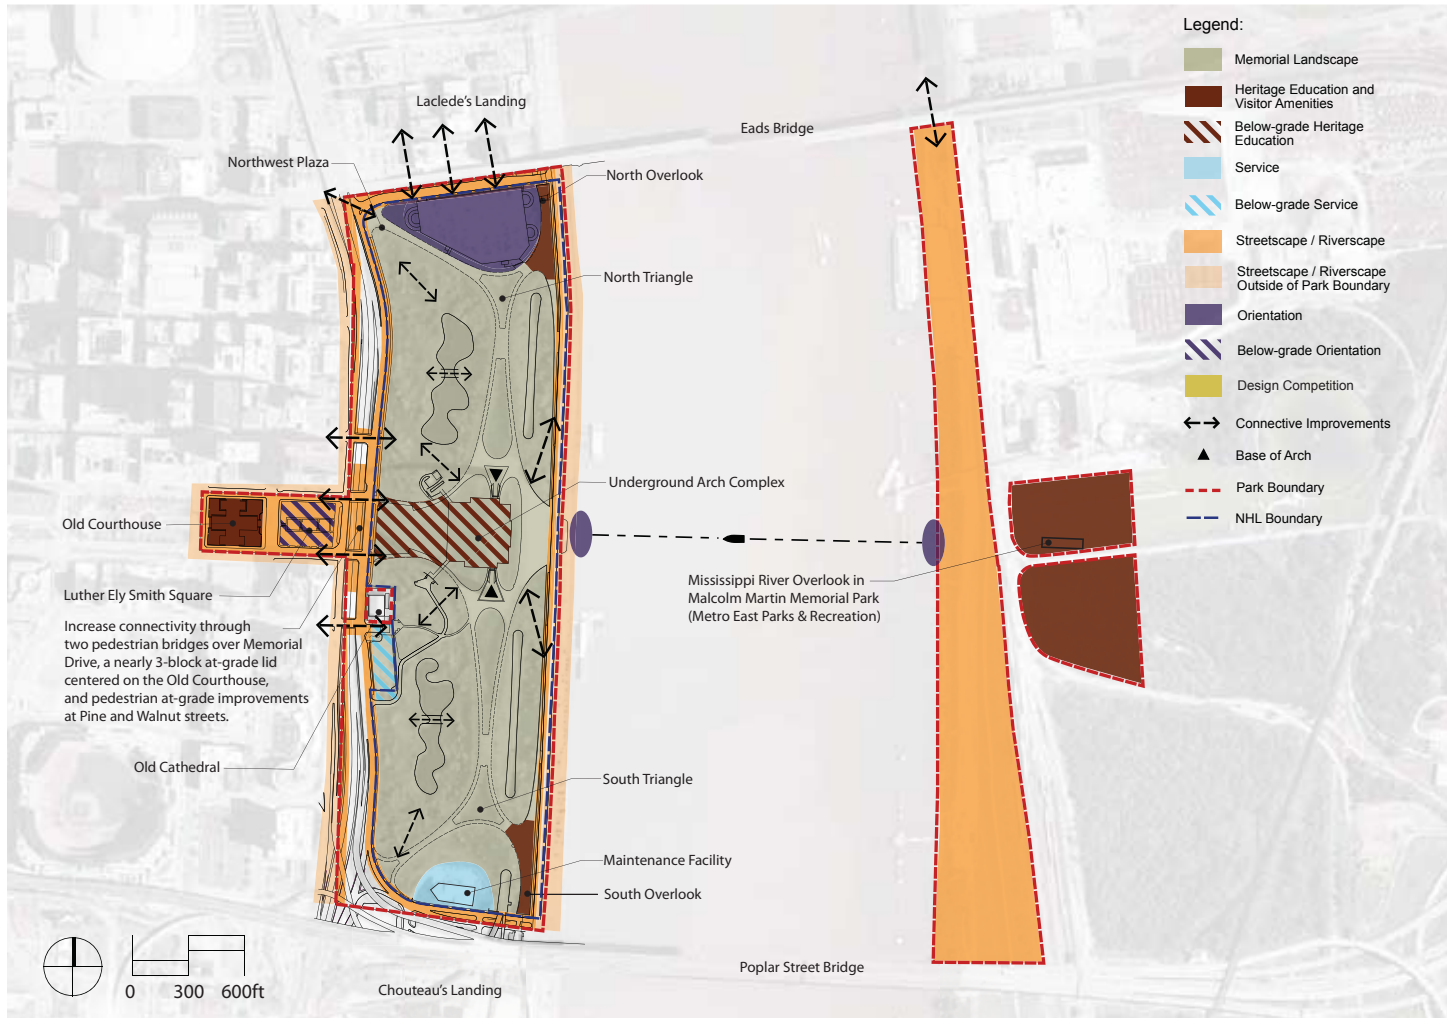 Legend:
Memorial Landscape
Heritage Education and
Visitor Amenities
Below-grade Heritage
Education
Service
Below-grade Service
Streetscape / Riverscape
Streetscape / Riverscape
Outside of Park Boundary
Orientation
Below-grade Orientation
Design Competition
Connective Improvements
Base of Arch
Park Boundary
NHL Boundary
Laclede's Landing
Eads Bridge
Northwest Plaza
North Overlook
North Triangle
Underground Arch Complex
Old Courthouse
Mississippi River Overlook in
Malcolm Martin Memorial Park
(Metro East Parks & Recreation)
Luther Ely Smith Square
Increase connectivity through
two pedestrian bridges over Memorial
Drive, a nearly 3-block at-grade lid
centered on the Old Courthouse,
and pedestrian at-grade improvements
at Pine and Walnut streets.
Old Cathedral
South Triangle
Maintenance Facility
South Overlook
Poplar Street Bridge
Chouteau's Landing
0 300 600ft